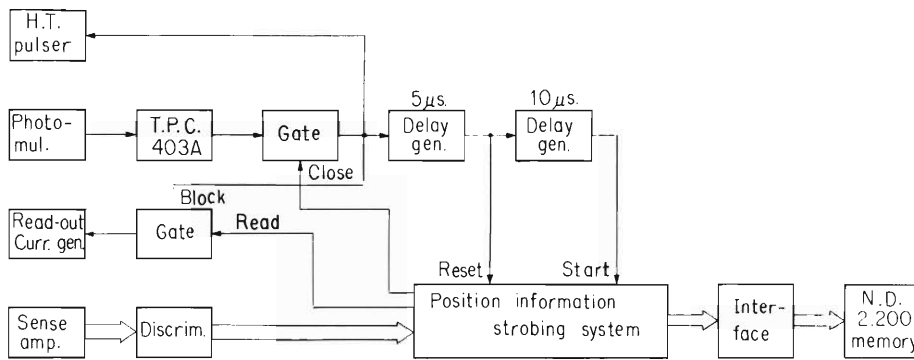 H.T.
pulser
5μs.
10μs.
Photo-
mul.
T.P.C.
403A
Gate
Delay
gen.
Delay
gen.
Close
Block
Read-out
Curr. gen.
Gate
Read
Reset
Start
Sense
amp.
Discrim.
Position information
strobing system
Inter-
face
N.D.
2.200
memory